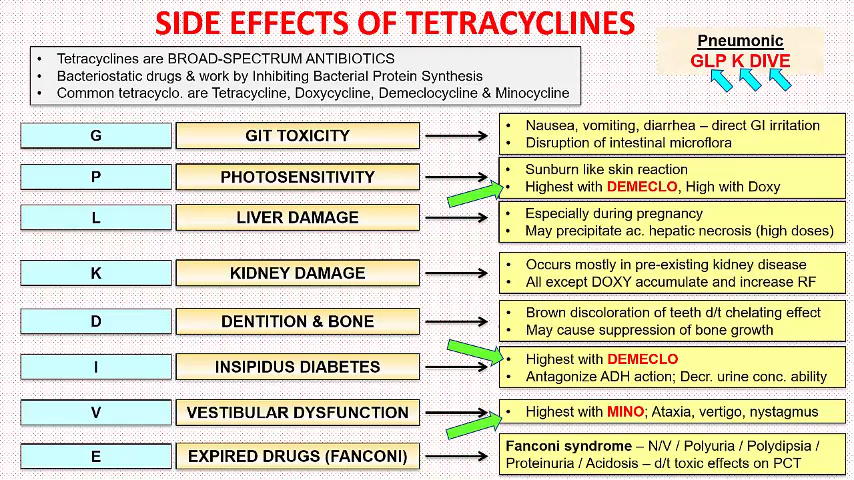 SIDE EFFECTS OF TETRACYCLINES
Pneumonic
GLP K DIVE
• Tetracyclines are BROAD-SPECTRUM ANTIBIOTICS
• Bacteriostatic drugs & work by Inhibiting Bacterial Protein Synthesis
• Common tetracyclo. are Tetracycline, Doxycycline, Demeclocycline & Minocycline
G GIT TOXICITY
• Nausea, vomiting, diarrhea – direct GI irritation
• Disruption of intestinal microflora
P PHOTOSENSITIVITY
• Sunburn like skin reaction
• Highest with DEMECLO, High with Doxy
L LIVER DAMAGE
• Especially during pregnancy
• May precipitate ac. hepatic necrosis (high doses)
K KIDNEY DAMAGE
• Occurs mostly in pre-existing kidney disease
• All except DOXY accumulate and increase RF
D DENTITION & BONE
• Brown discoloration of teeth d/t chelating effect
• May cause suppression of bone growth
I INSIPIDUS DIABETES
• Highest with DEMECLO
• Antagonize ADH action; Decr. urine conc. ability
V VESTIBULAR DYSFUNCTION
• Highest with MINO; Ataxia, vertigo, nystagmus
E EXPIRED DRUGS (FANCONI)
Fanconi syndrome – N/V / Polyuria / Polydipsia /
Proteinuria / Acidosis – d/t toxic effects on PCT